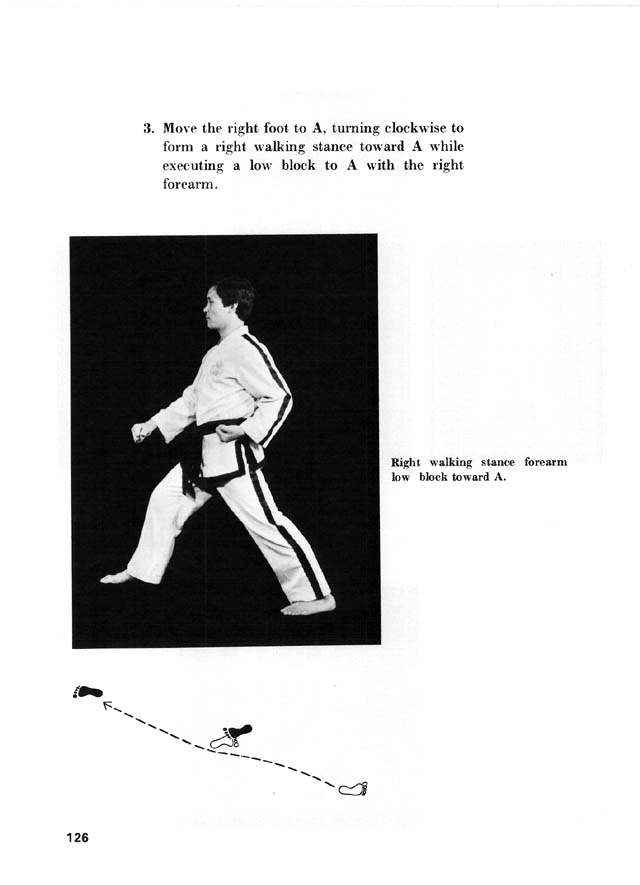 3. Move the right foot to A, turning clockwise to
form a right walking stance toward A while
executing a low block to A with the right
forearm.
Right walking stance forearm
low block toward A.
126